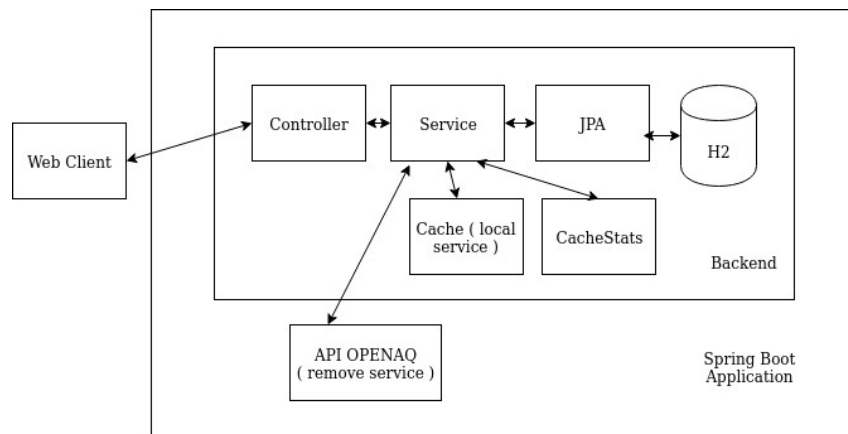 Controller
Service
JPA
H2
Web Client
Cache ( local
service )
CacheStats
Backend
API OPENAQ
( remove service )
Spring Boot
Application